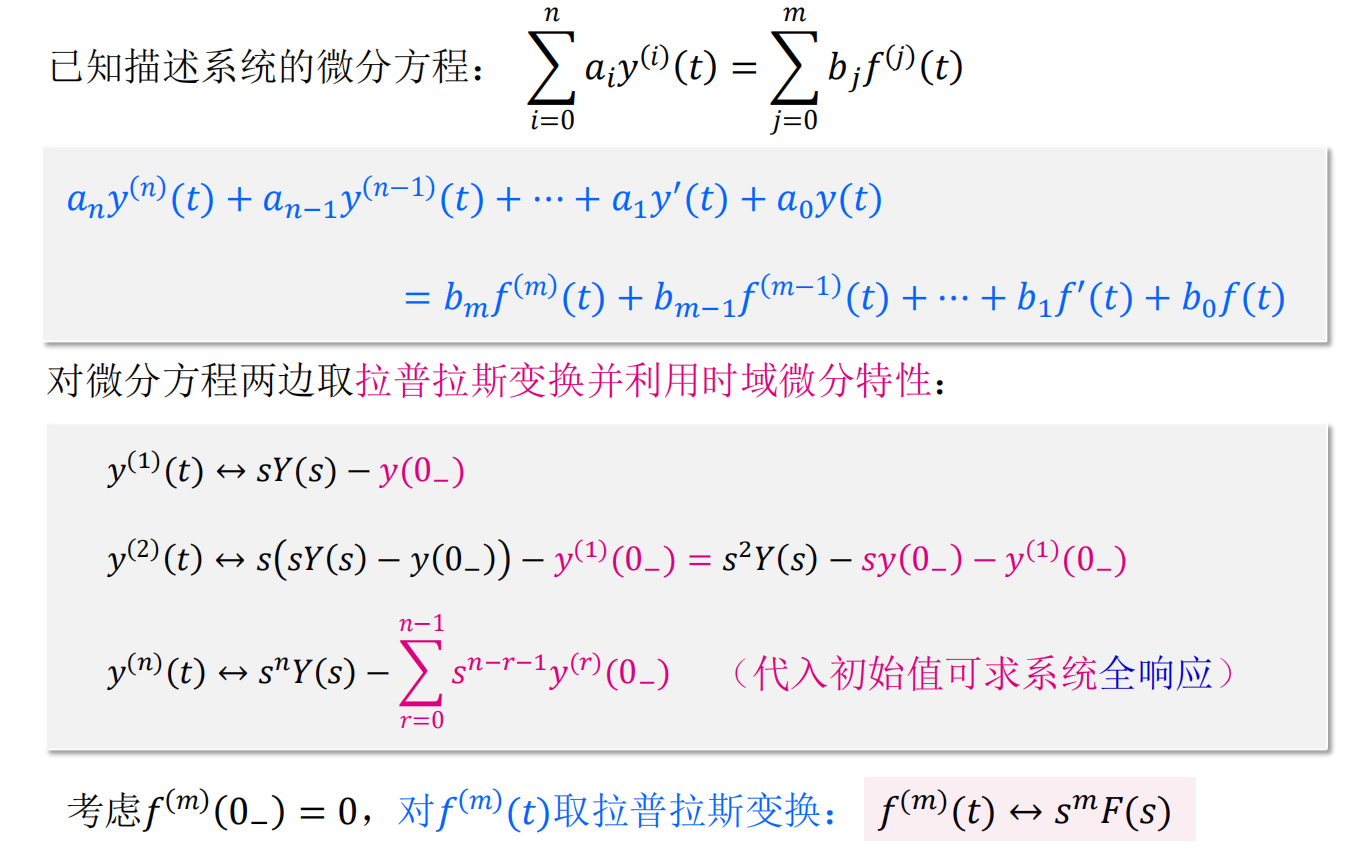 已知描述系统的微分方程： $\sum_{i=0}^{n} a_i y^{(i)}(t) = \sum_{j=0}^{m} b_j f^{(j)}(t)$
$a_n y^{(n)}(t) + a_{n-1} y^{(n-1)}(t) + \cdots + a_1 y'(t) + a_0 y(t)$
$= b_m f^{(m)}(t) + b_{m-1} f^{(m-1)}(t) + \cdots + b_1 f'(t) + b_0 f(t)$
对微分方程两边取拉普拉斯变换并利用时域微分特性：
$y^{(1)}(t) \leftrightarrow sY(s) - y(0_-)$
$y^{(2)}(t) \leftrightarrow s(sY(s) - y(0_-)) - y^{(1)}(0_-) = s^2 Y(s) - sy(0_-) - y^{(1)}(0_-)$
$y^{(n)}(t) \leftrightarrow s^n Y(s) - \sum_{r=0}^{n-1} s^{n-r-1} y^{(r)}(0_-)$ （代入初始值可求系统全响应）
考虑$f^{(m)}(0_-) = 0$，对$f^{(m)}(t)$取拉普拉斯变换： $f^{(m)}(t) \leftrightarrow s^m F(s)$